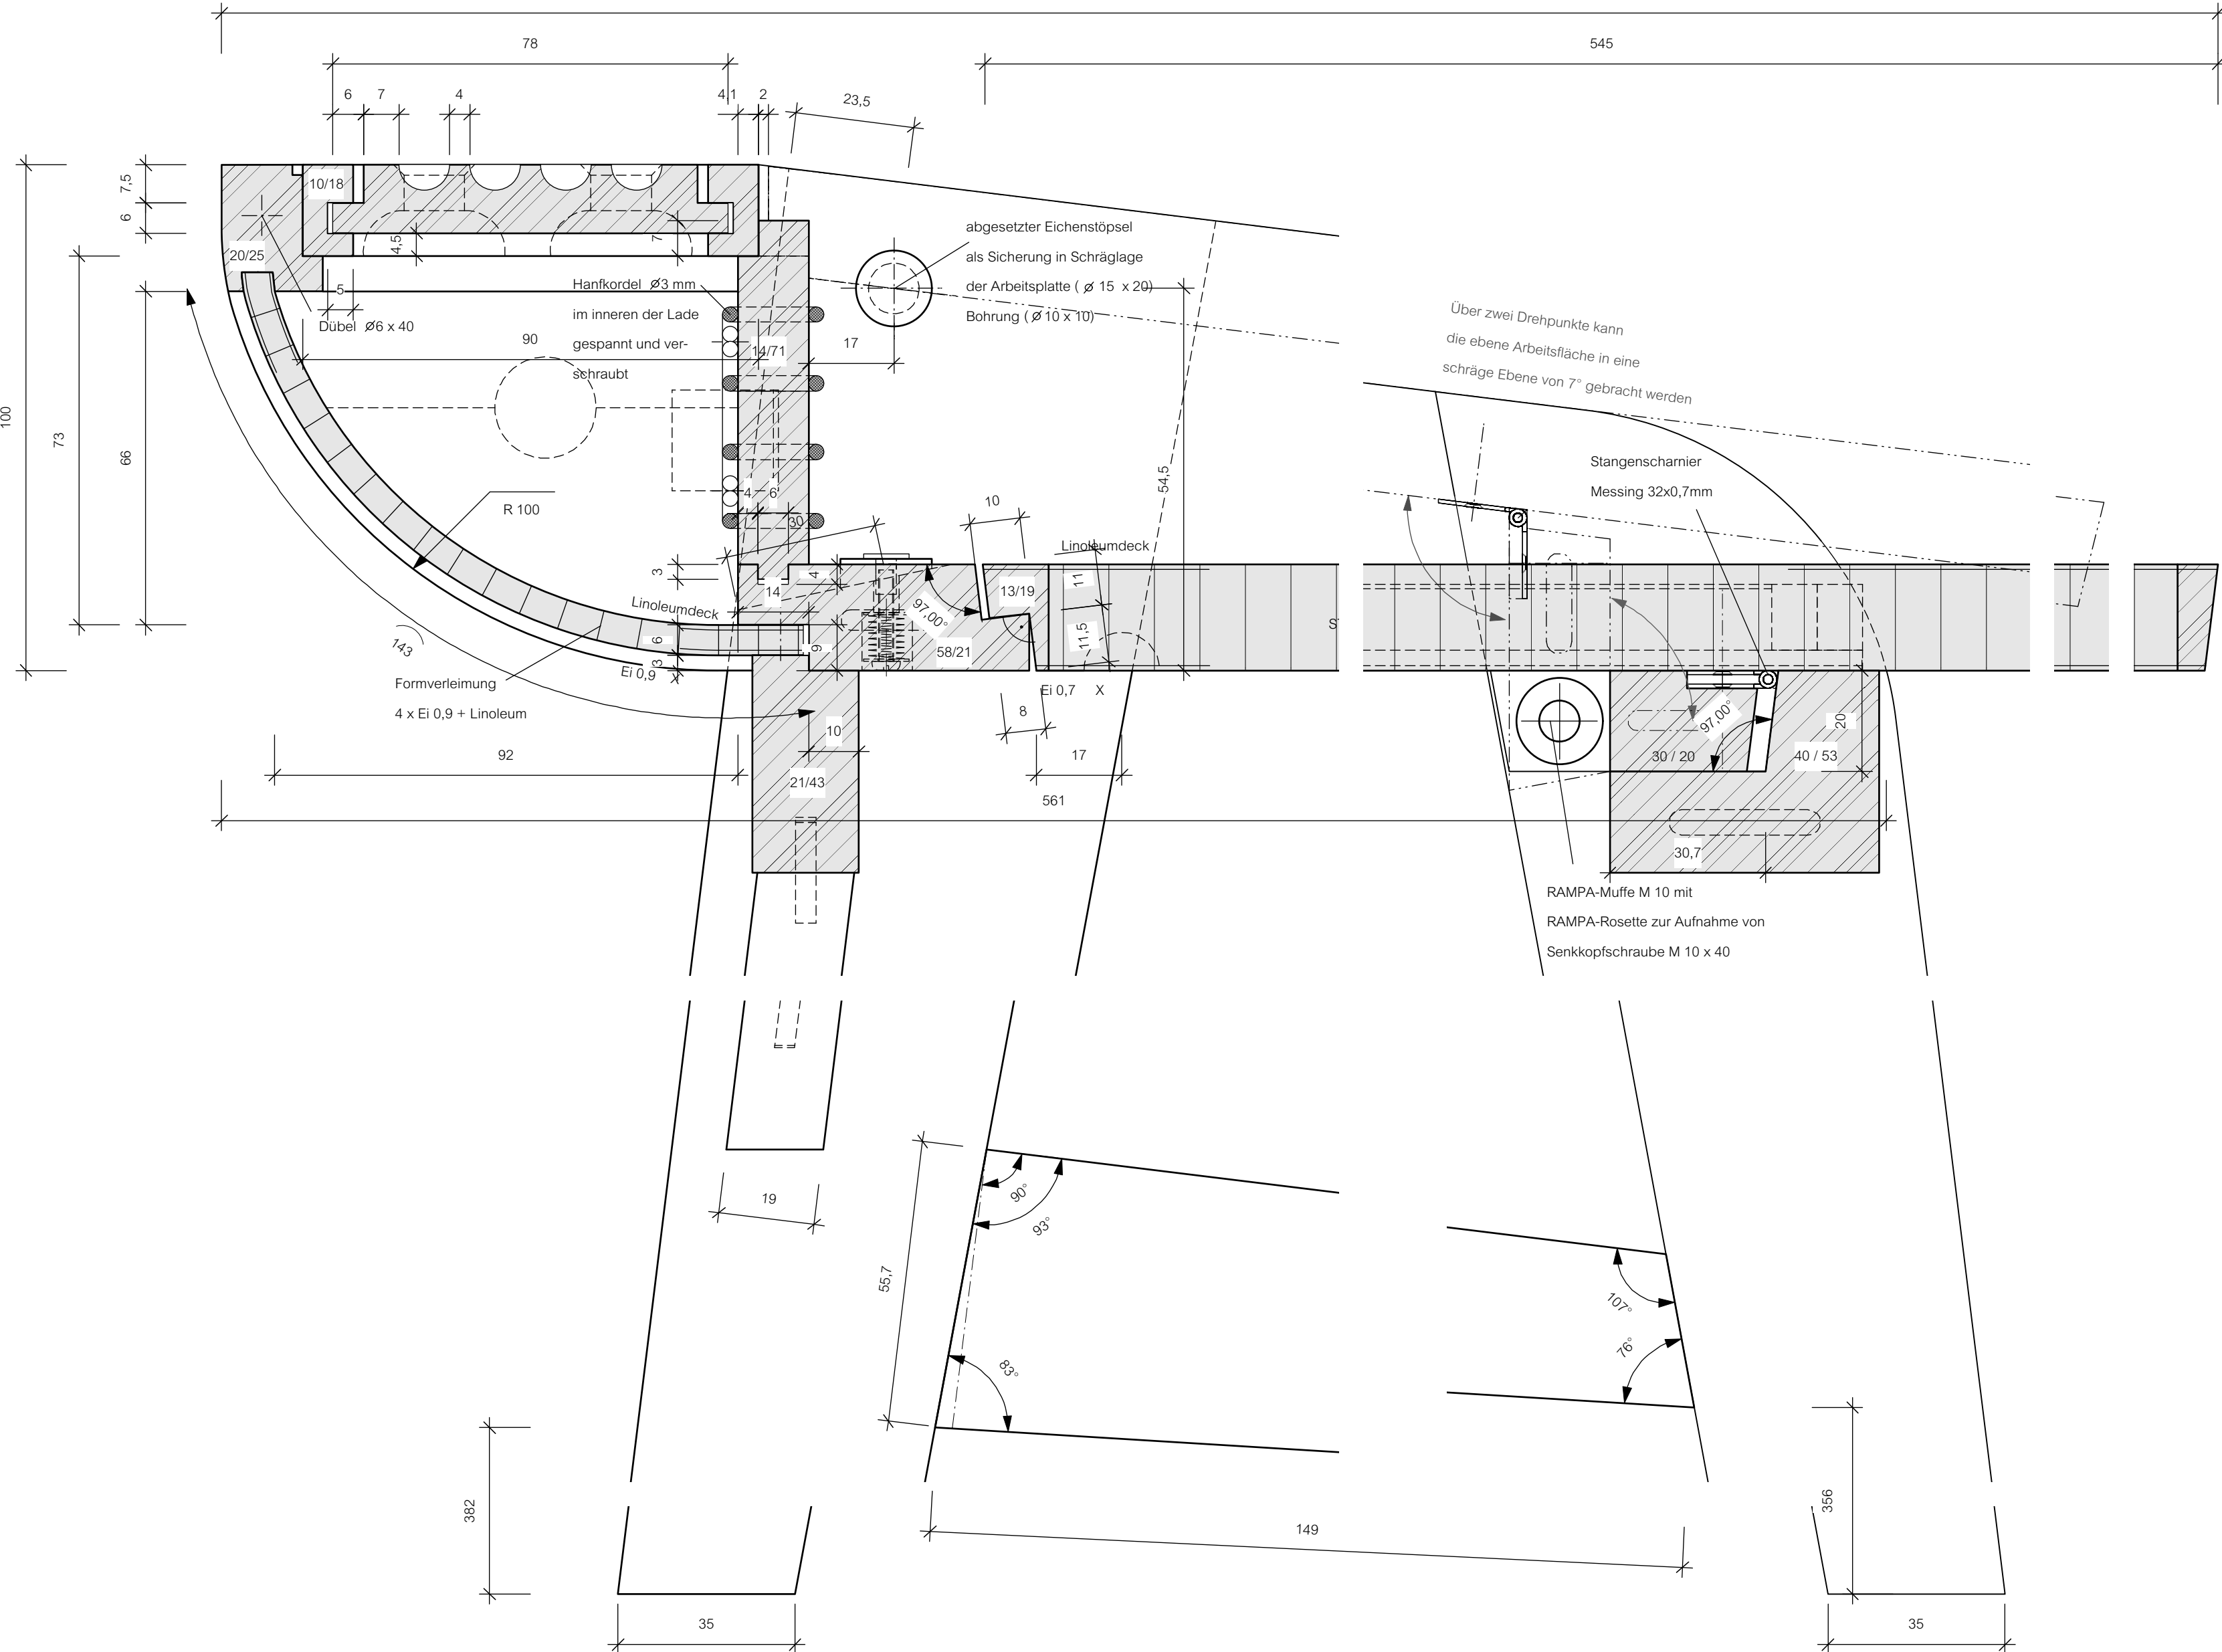 78
545
6
7
4
4,1
2
23,5
7,5
6
10/18
20/25
4,5
7
5
100
73
66
abgesetzter Eichenstöpsel
als Sicherung in Schräglage
der Arbeitsplatte ( Ø 15 x 20)
Bohrung ( Ø 10 x 10)
Hanfkordel Ø3 mm
im inneren der Lade
gespannt und ver-
schraubt
Dübel Ø6 x 40
90
14/71
17
Über zwei Drehpunkte kann
die ebene Arbeitsfläche in eine
schräge Ebene von 7° gebracht werden
Stangenscharnier
Messing 32x0,7mm
R 100
4
6
30
10
54,5
Linoleumdeck
3
14
4
97,00°
13/19
11
11,5
Linoleumdeck
6
3
9
58/21
Ei 0,9 X
Ei 0,7 X
8
143
Formverleimung
4 x Ei 0,9 + Linoleum
10
92
21/43
17
561
97,00°
20
30 / 20
40 / 53
30,7
RAMPA-Muffe M 10 mit
RAMPA-Rosette zur Aufnahme von
Senkkopfschraube M 10 x 40
19
90°
93°
55,7
83°
107°
76°
382
149
356
35
35